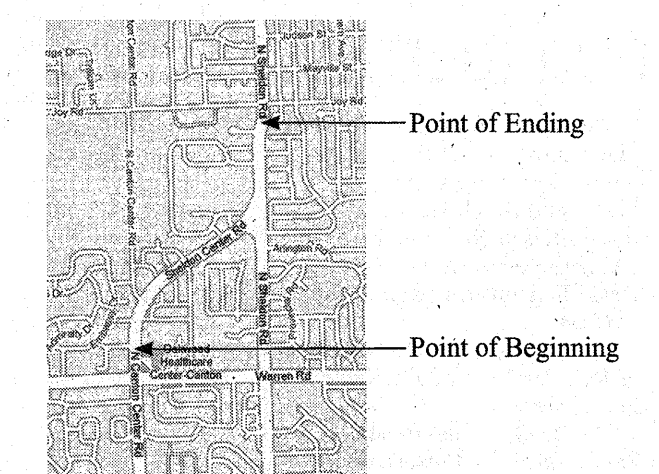 Judson St
N Sheldon Rd
N Canton Center Rd
Joy Rd
Joy Rd
Point of Ending
Sheldon Center Rd
N Sheldon Rd
Arlington Rd
Point of Beginning
Oakwood
Healthcare
Center-Canton
Warren Rd
N Canton Center Rd